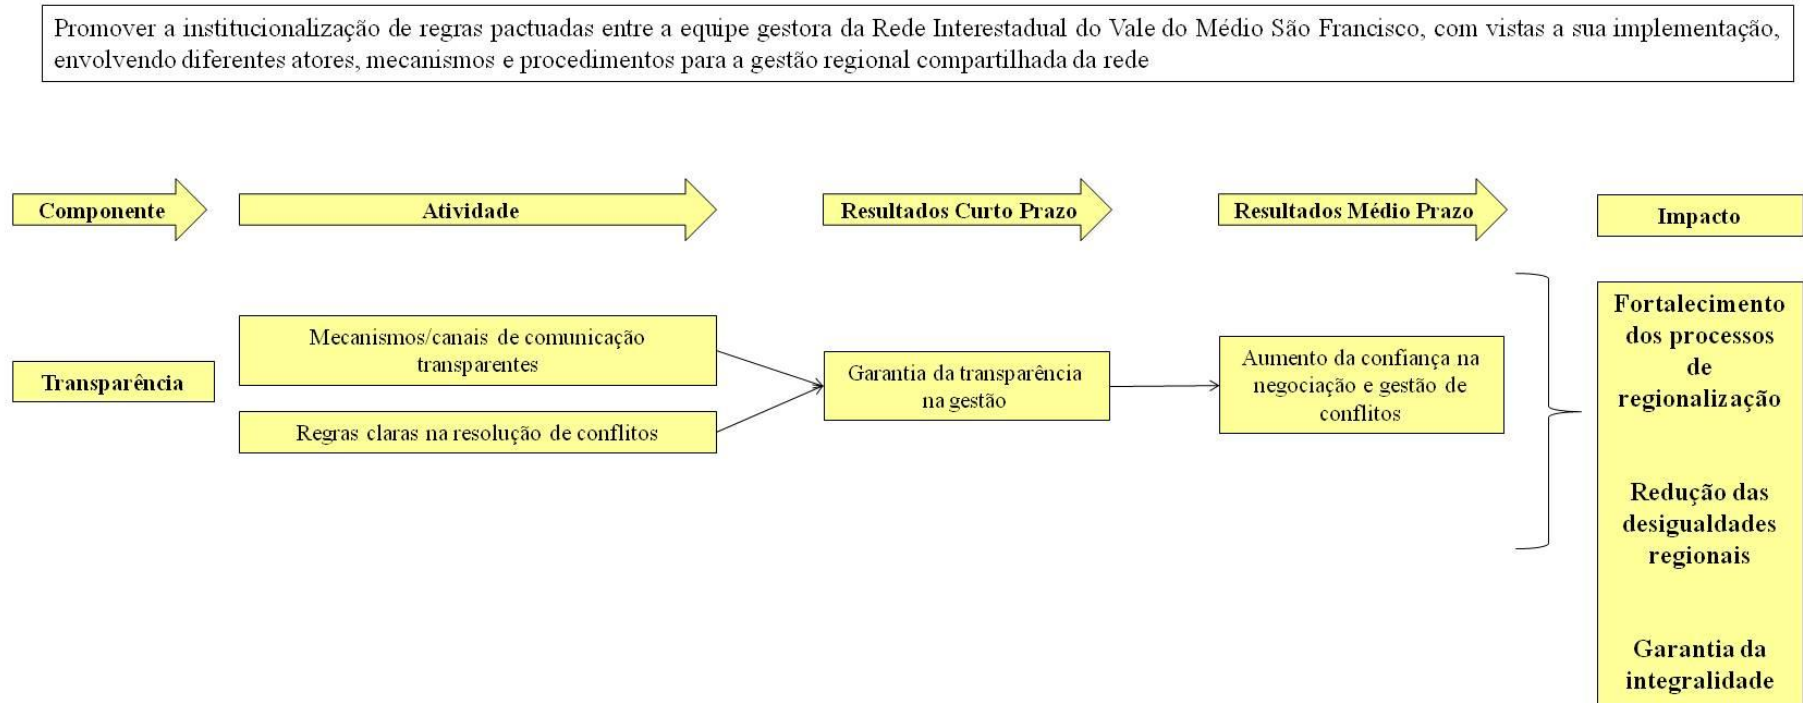 Promover a institucionalização de regras pactuadas entre a equipe gestora da Rede Interestadual do Vale do Médio São Francisco, com vistas a sua implementação,
envolvendo diferentes atores, mecanismos e procedimentos para a gestão regional compartilhada da rede
Componente
Atividade
Resultados Curto Prazo
Resultados Médio Prazo
Impacto
Transparência
Mecanismos/canais de comunicação
transparentes
Regras claras na resolução de conflitos
Garantia da transparência
na gestão
Aumento da confiança na
negociação e gestão de
conflitos
Fortalecimento
dos processos
de
regionalização
Redução das
desigualdades
regionais
Garantia da
integralidade